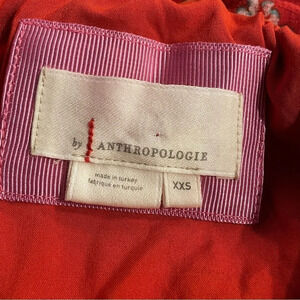 by ANTHROPOLOGIE
made in turkey
fabriqué en turquie
XXS